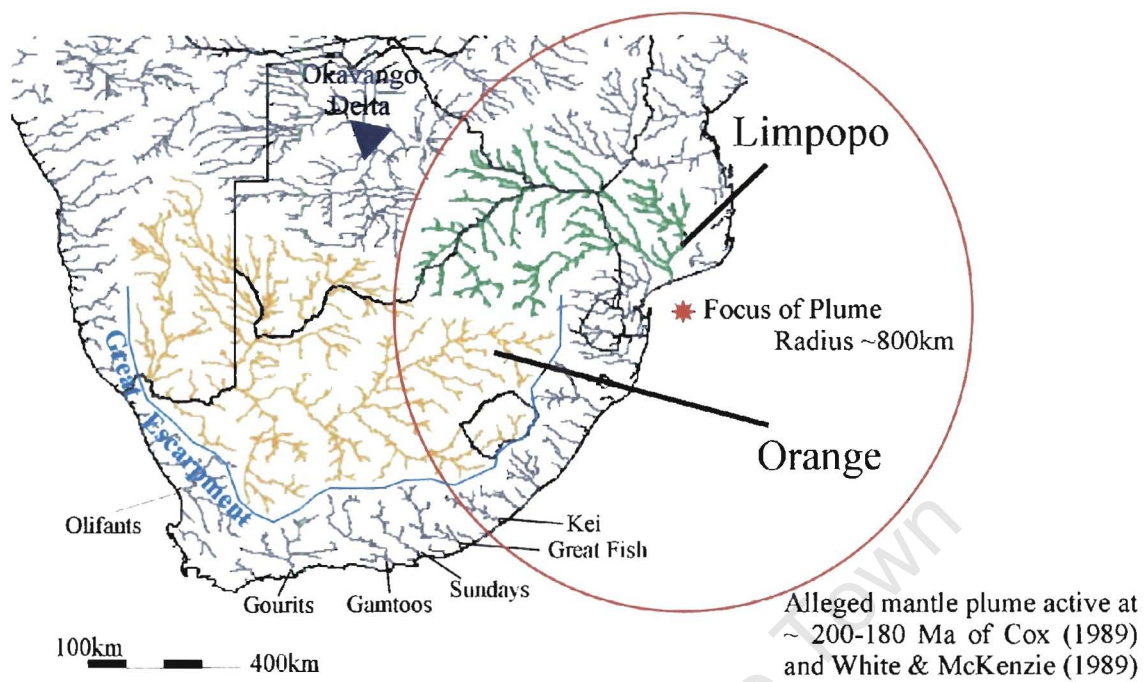 Okavango
Delta
Limpopo
Focus of Plume
Radius ~800km
Great Escarpment
Orange
Olifants
Kei
Great Fish
Sundays
Gourits
Gamtoos
Alleged mantle plume active at
~ 200-180 Ma of Cox (1989)
and White & McKenzie (1989)
100km
400km
Town